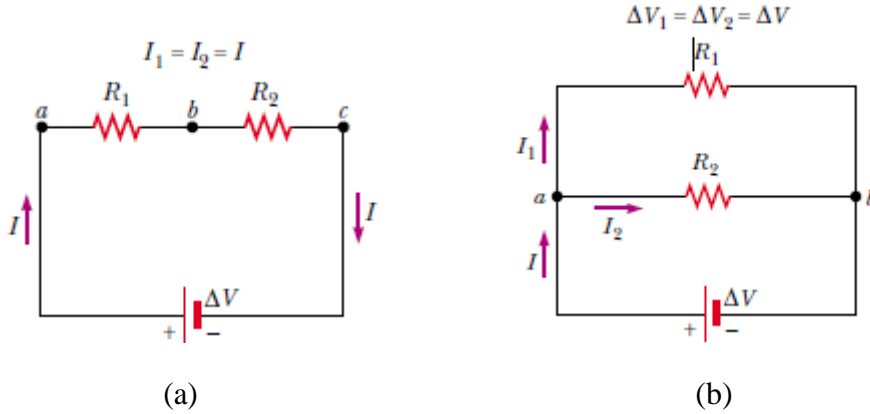 I₁ = I₂ = I
a R₁ b R₂ c
I I
ΔV
+ −
(a)
ΔV₁ = ΔV₂ = ΔV
R₁
I₁
R₂
a
I₂
I
ΔV
+ −
(b)